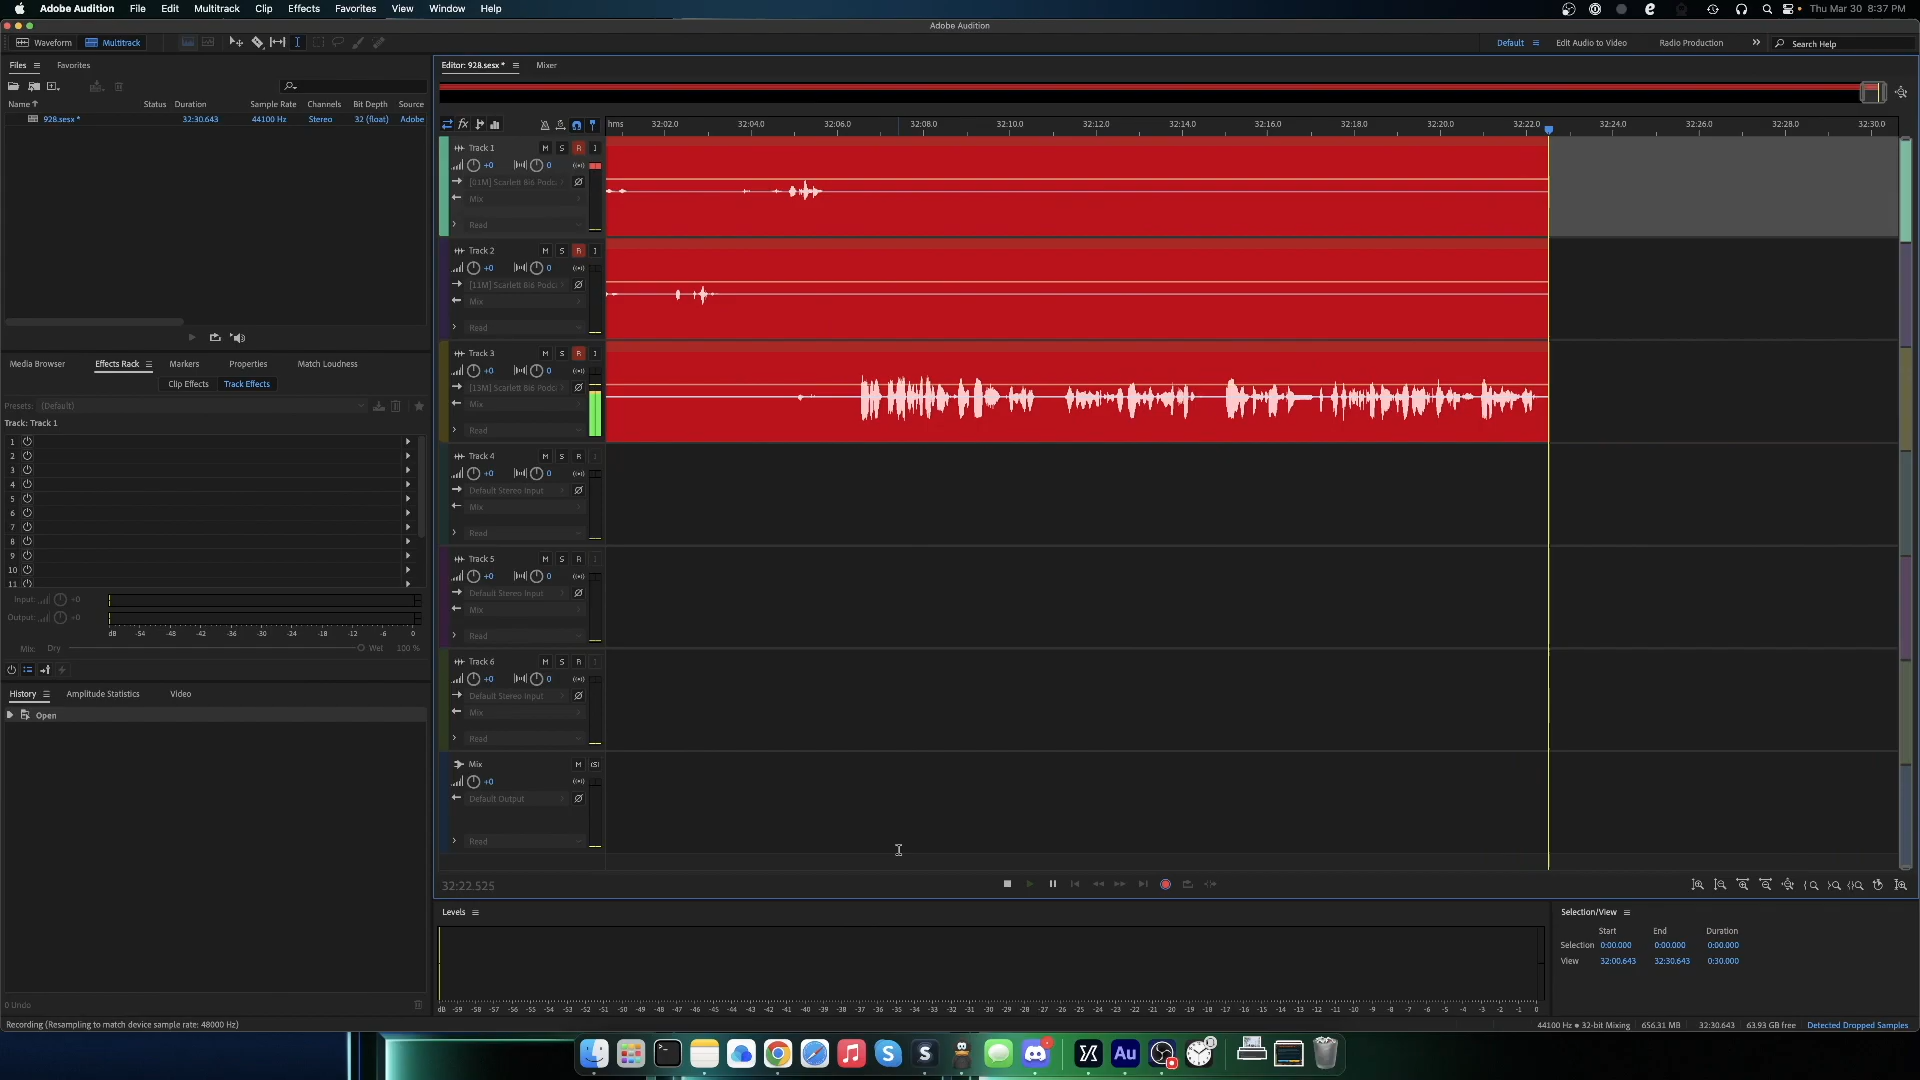 Adobe Audition File Edit Multitrack Clip Effects Favorites View Window Help Thu Mar 30 8:37 PM
Adobe Audition
Waveform Multitrack Default Edit Audio to Video Radio Production Search Help
Files Favorites
Name Status Duration Sample Rate Channels Bit Depth Source
928.sesx * 32:30.643 44100 Hz Stereo 32 (float) Adobe
Media Browser Effects Rack Markers Properties Match Loudness
Clip Effects Track Effects
Presets: (Default)
Track: Track 1
1
2
3
4
5
6
7
8
9
10
11
Input: +0
Output: +0
dB -54 -48 -42 -36 -30 -24 -18 -12 -6 0
Mix: Dry Wet 100 %
History Amplitude Statistics Video
Open
0 Undo
Editor: 928.sesx * Mixer
hms 32:02.0 32:04.0 32:06.0 32:08.0 32:10.0 32:12.0 32:14.0 32:16.0 32:18.0 32:20.0 32:22.0 32:24.0 32:26.0 32:28.0 32:30.0
Track 1 M S R I
+0 0
[01M] Scarlett 8i6 Podc
Mix
Read
Track 2 M S R I
+0 0
[11M] Scarlett 8i6 Podc
Mix
Read
Track 3 M S R I
+0 0
[13M] Scarlett 8i6 Podc
Mix
Read
Track 4 M S R I
+0 0
Default Stereo Input
Mix
Read
Track 5 M S R I
+0 0
Default Stereo Input
Mix
Read
Track 6 M S R I
+0 0
Default Stereo Input
Mix
Read
Mix M (S)
+0
Default Output
Read
32:22.525
Levels
dB -59 -58 -57 -56 -55 -54 -53 -52 -51 -50 -49 -48 -47 -46 -45 -44 -43 -42 -41 -40 -39 -38 -37 -36 -35 -34 -33 -32 -31 -30 -29 -28 -27 -26 -25 -24 -23 -22 -21 -20 -19 -18 -17 -16 -15 -14 -13 -12 -11 -10 -9 -8 -7 -6 -5 -4 -3 -2 -1 0
Selection/View
Start End Duration
Selection 0:00.000 0:00.000 0:00.000
View 32:00.643 32:30.643 0:30.000
Recording (Resampling to match device sample rate: 48000 Hz) 44100 Hz • 32-bit Mixing 656.31 MB 32:30.643 63.93 GB free Detected Dropped Samples
Au